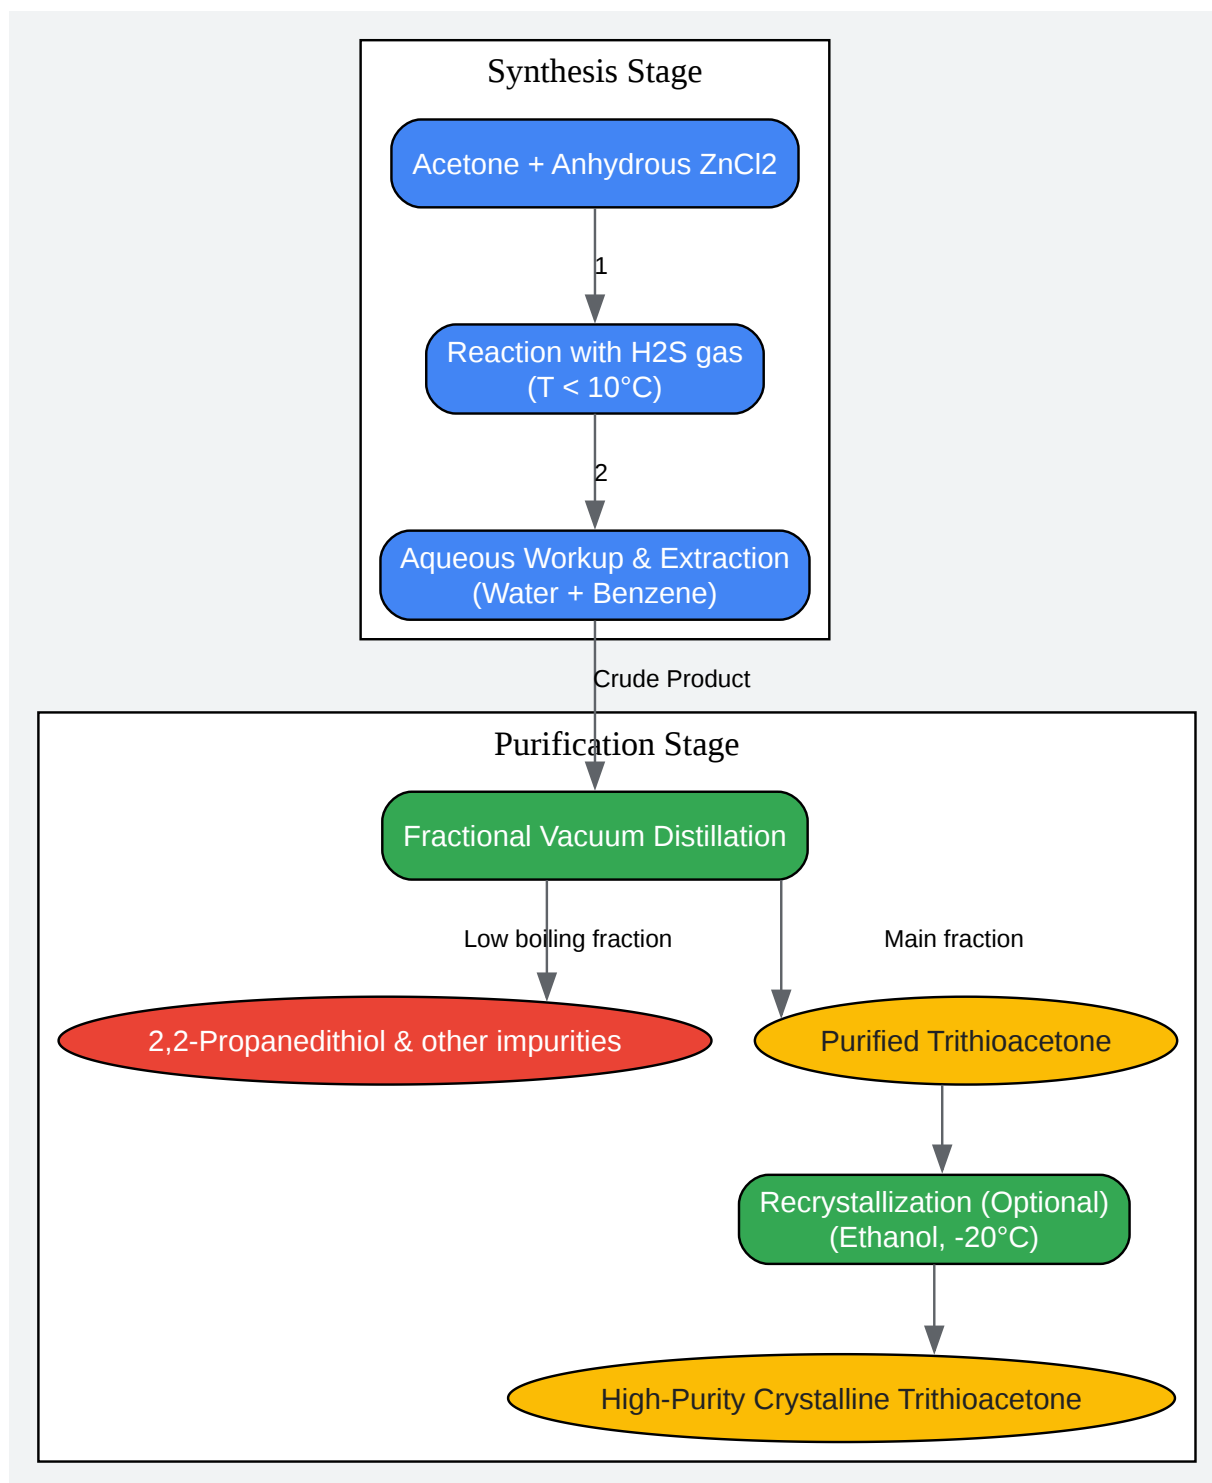 Synthesis Stage
Acetone + Anhydrous ZnCl2
1
Reaction with H2S gas
(T < 10°C)
2
Aqueous Workup & Extraction
(Water + Benzene)
Crude Product
Purification Stage
Fractional Vacuum Distillation
Low boiling fraction
Main fraction
2,2-Propanedithiol & other impurities
Purified Trithioacetone
Recrystallization (Optional)
(Ethanol, -20°C)
High-Purity Crystalline Trithioacetone